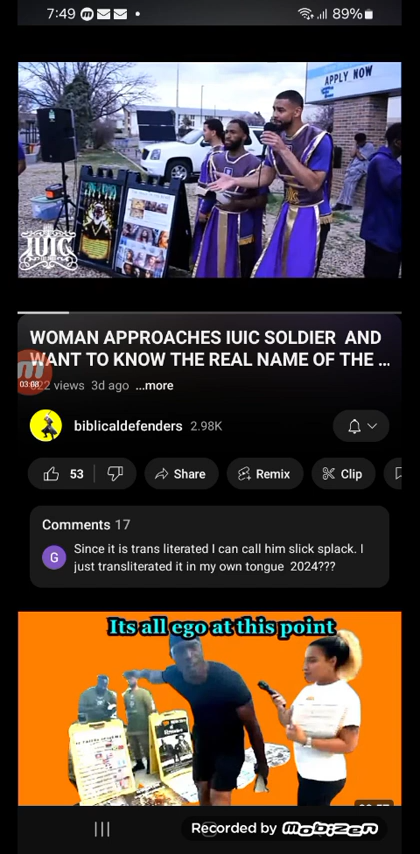 7:49
89%
APPLY NOW
IUIC
WOMAN APPROACHES IUIC SOLDIER AND
WANT TO KNOW THE REAL NAME OF THE ...
03:08
22 views 3d ago ...more
biblicaldefenders 2.98K
53 Share Remix Clip
Comments 17
G
Since it is trans literated I can call him slick splack. I
just transliterated it in my own tongue 2024???
Its all ego at this point
Recorded by MOBIZEN